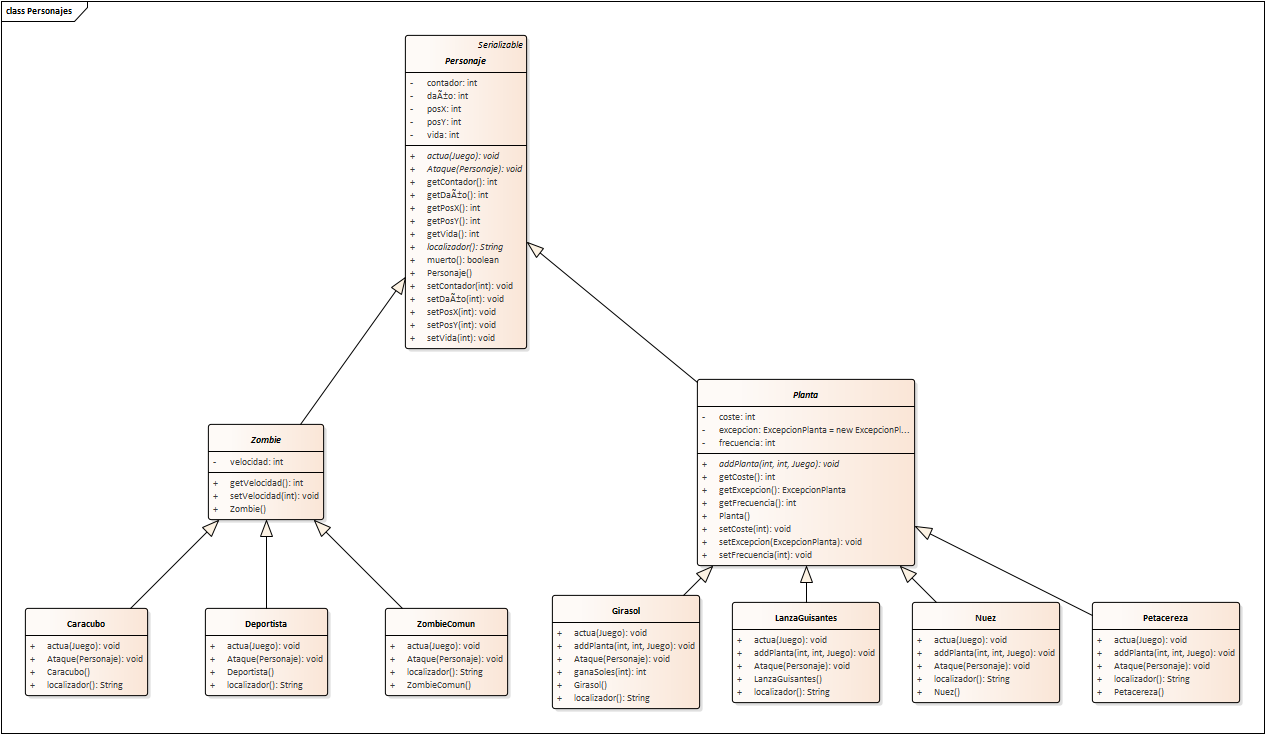 class Personajes
Serializable
Personaje
- contador: int
- daÃ±o: int
- posX: int
- posY: int
- vida: int
+ actua(Juego): void
+ Ataque(Personaje): void
+ getContador(): int
+ getDaÃ±o(): int
+ getPosX(): int
+ getPosY(): int
+ getVida(): int
+ localizador(): String
+ muerto(): boolean
+ Personaje()
+ setContador(int): void
+ setDaÃ±o(int): void
+ setPosX(int): void
+ setPosY(int): void
+ setVida(int): void
Zombie
- velocidad: int
+ getVelocidad(): int
+ setVelocidad(int): void
+ Zombie()
Planta
- coste: int
- excepcion: ExcepcionPlanta = new ExcepcionPl...
- frecuencia: int
+ addPlanta(int, int, Juego): void
+ getCoste(): int
+ getExcepcion(): ExcepcionPlanta
+ getFrecuencia(): int
+ Planta()
+ setCoste(int): void
+ setExcepcion(ExcepcionPlanta): void
+ setFrecuencia(int): void
Caracubo
+ actua(Juego): void
+ Ataque(Personaje): void
+ Caracubo()
+ localizador(): String
Deportista
+ actua(Juego): void
+ Ataque(Personaje): void
+ Deportista()
+ localizador(): String
ZombieComun
+ actua(Juego): void
+ Ataque(Personaje): void
+ localizador(): String
+ ZombieComun()
Girasol
+ actua(Juego): void
+ addPlanta(int, int, Juego): void
+ Ataque(Personaje): void
+ ganaSoles(int): int
+ Girasol()
+ localizador(): String
LanzaGuisantes
+ actua(Juego): void
+ addPlanta(int, int, Juego): void
+ Ataque(Personaje): void
+ LanzaGuisantes()
+ localizador(): String
Nuez
+ actua(Juego): void
+ addPlanta(int, int, Juego): void
+ Ataque(Personaje): void
+ localizador(): String
+ Nuez()
Petacereza
+ actua(Juego): void
+ addPlanta(int, int, Juego): void
+ Ataque(Personaje): void
+ localizador(): String
+ Petacereza()